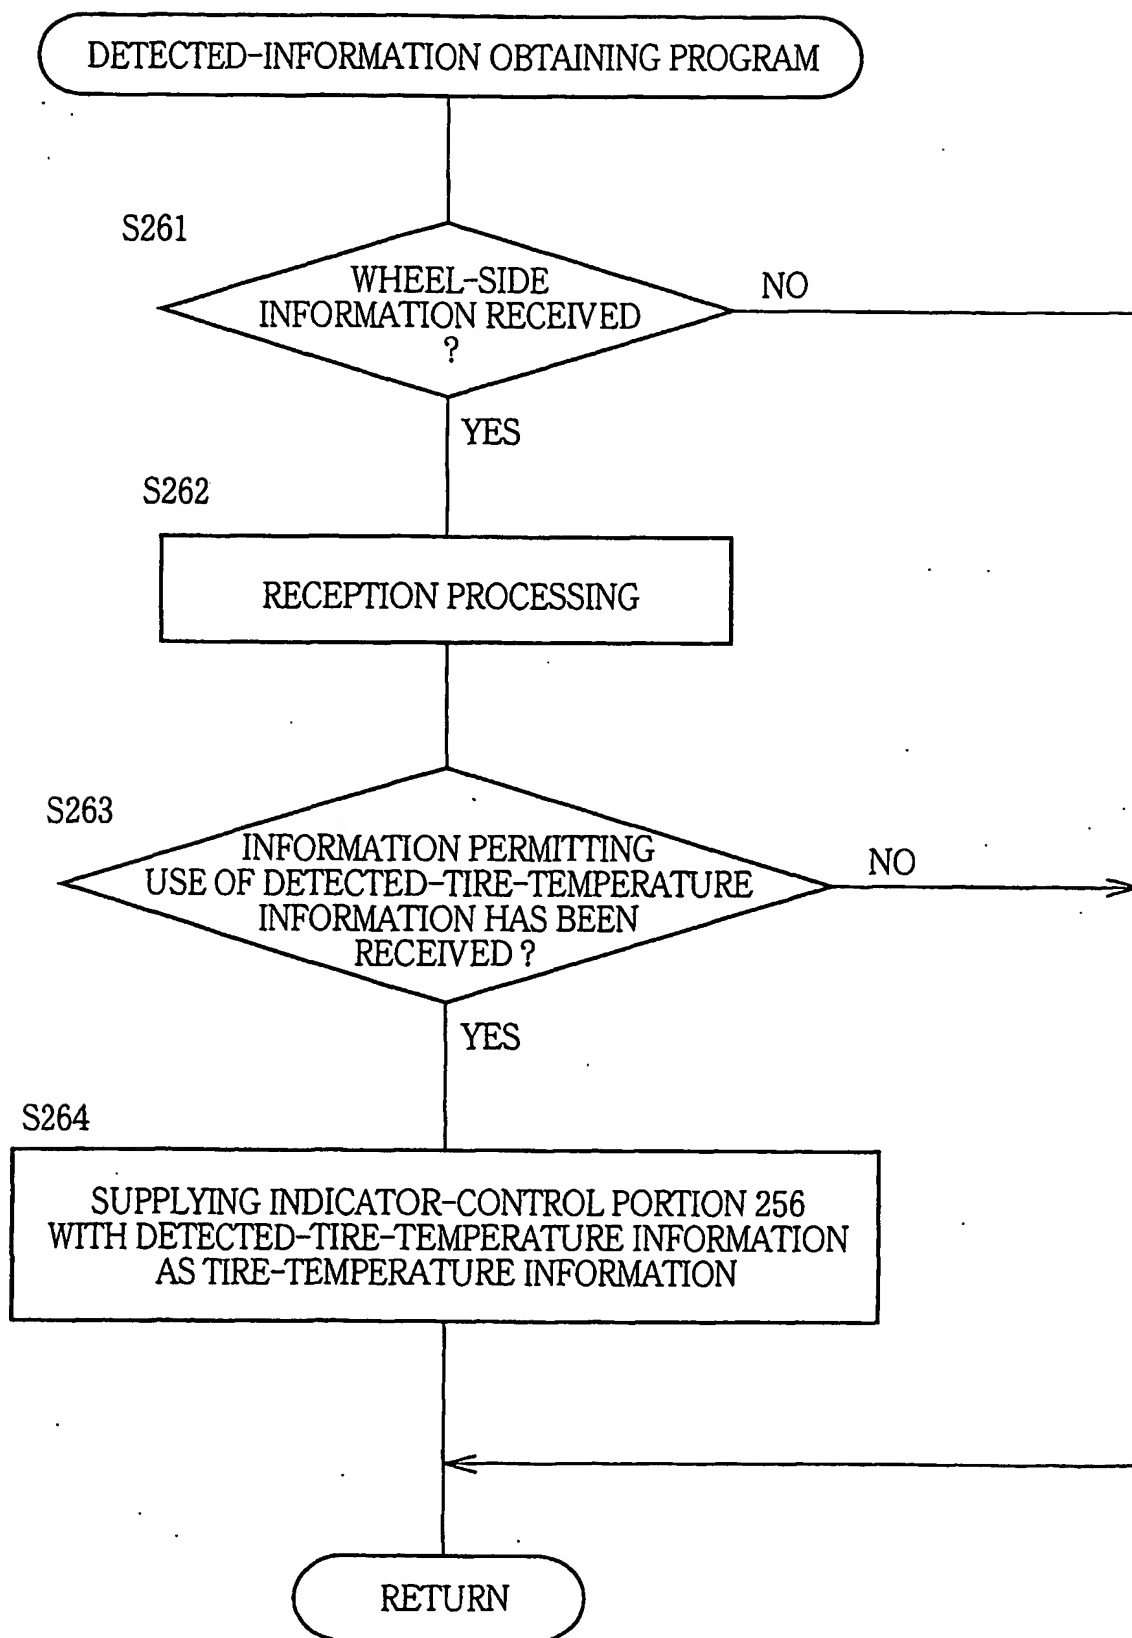 DETECTED-INFORMATION OBTAINING PROGRAM
S261
WHEEL-SIDE
INFORMATION RECEIVED
?
NO
YES
S262
RECEPTION PROCESSING
S263
INFORMATION PERMITTING
USE OF DETECTED-TIRE-TEMPERATURE
INFORMATION HAS BEEN
RECEIVED ?
NO
YES
S264
SUPPLYING INDICATOR-CONTROL PORTION 256
WITH DETECTED-TIRE-TEMPERATURE INFORMATION
AS TIRE-TEMPERATURE INFORMATION
RETURN